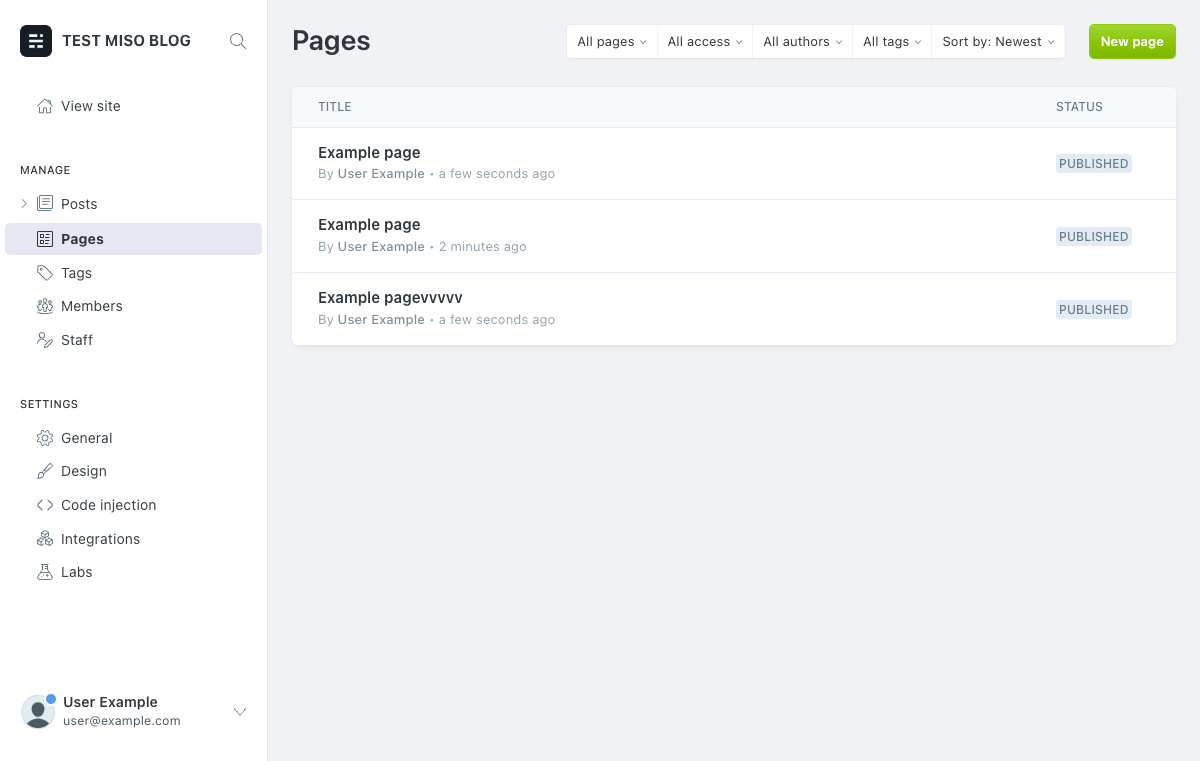 TEST MISO BLOG
View site
MANAGE
Posts
Pages
Tags
Members
Staff
SETTINGS
General
Design
Code injection
Integrations
Labs
User Example
user@example.com
Pages
All pages
All access
All authors
All tags
Sort by: Newest
New page
TITLE STATUS
Example page
By User Example • a few seconds ago
PUBLISHED
Example page
By User Example • 2 minutes ago
PUBLISHED
Example pagevvvvv
By User Example • a few seconds ago
PUBLISHED